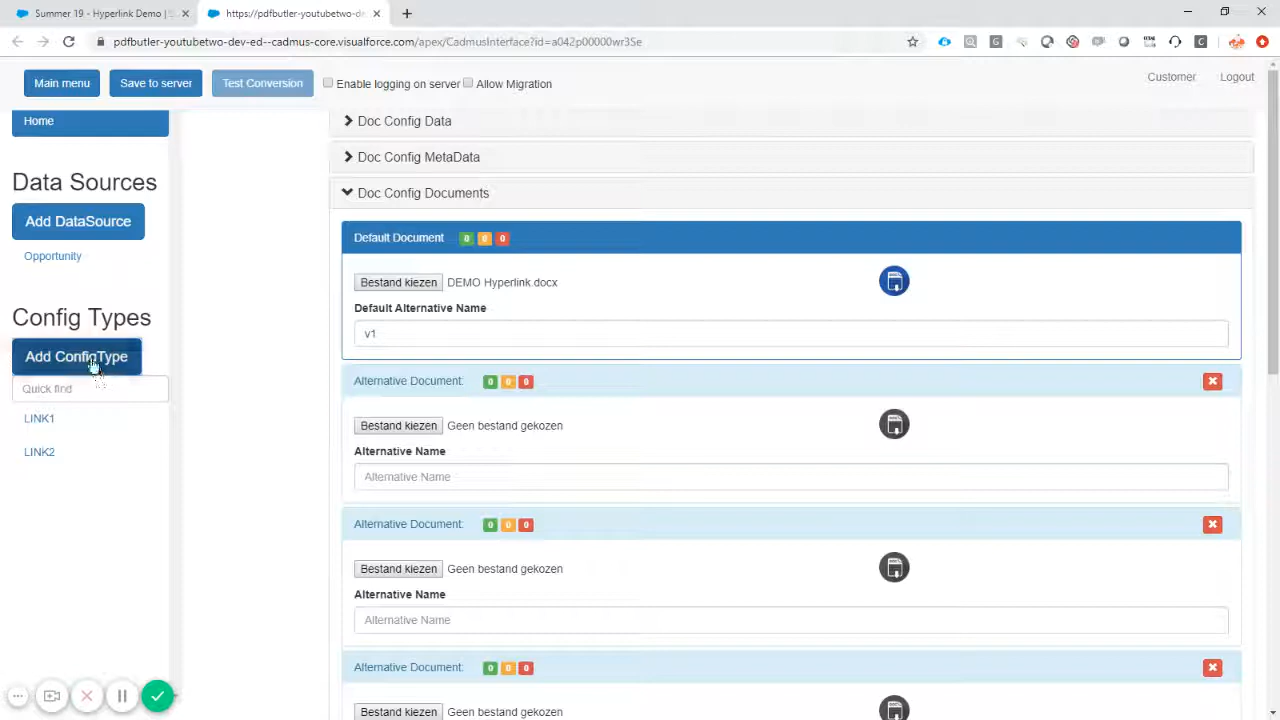 Summer 19 - Hyperlink Demo |
https://pdfbutler-youtubetwo-de
pdfbutler-youtubetwo-dev-ed--cadmus-core.visualforce.com/apex/CadmusInterface?id=a042p00000wr3Se
Main menu
Save to server
Test Conversion
Enable logging on server
Allow Migration
Customer
Logout
Home
Data Sources
Add DataSource
Opportunity
Config Types
Add ConfigType
Quick find
LINK1
LINK2
Doc Config Data
Doc Config MetaData
Doc Config Documents
Default Document 0 0 0
Bestand kiezen DEMO Hyperlink.docx
Default Alternative Name
v1
Alternative Document: 0 0 0
Bestand kiezen Geen bestand gekozen
Alternative Name
Alternative Name
Alternative Document: 0 0 0
Bestand kiezen Geen bestand gekozen
Alternative Name
Alternative Name
Alternative Document: 0 0 0
Bestand kiezen Geen bestand gekozen